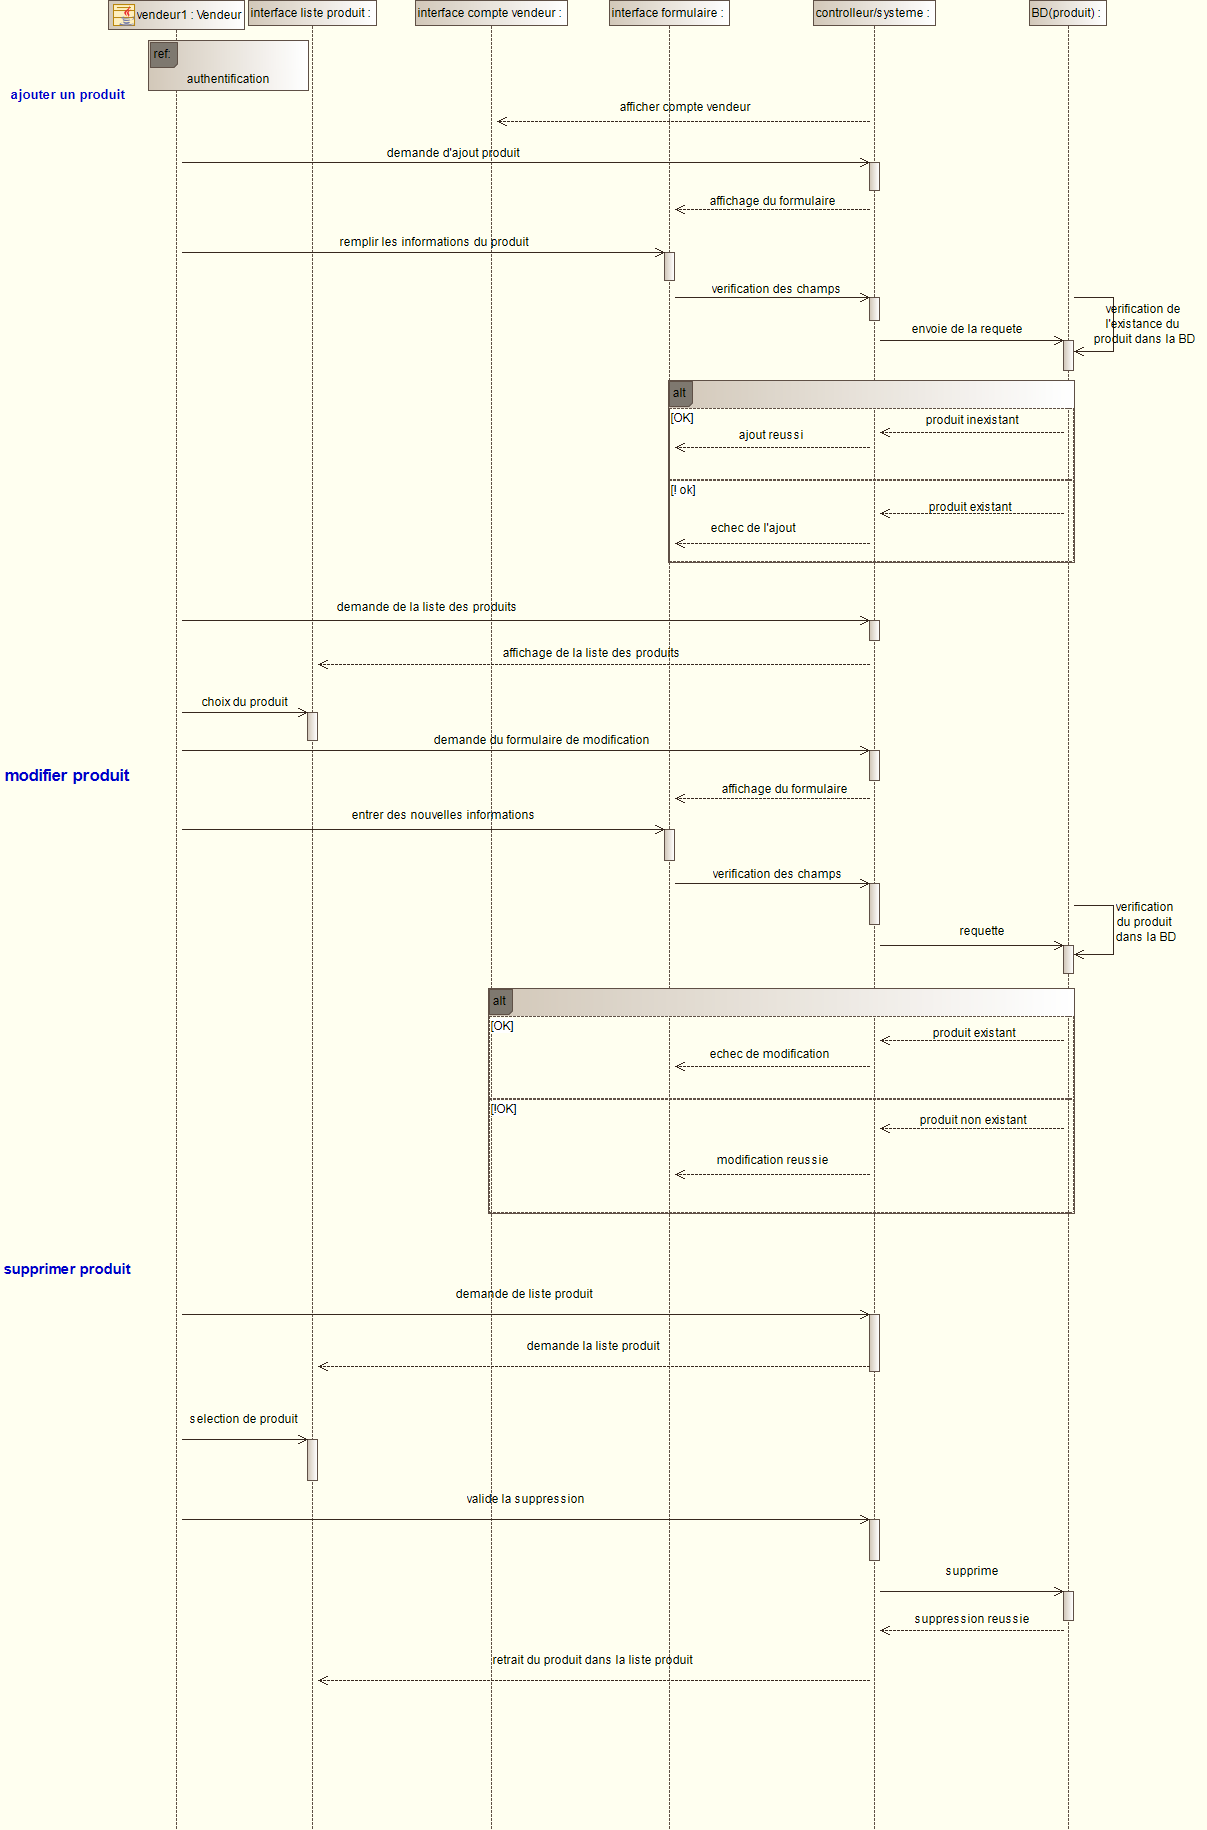 vendeur1 : Vendeur
interface liste produit :
interface compte vendeur :
interface formulaire :
controlleur/systeme :
BD(produit) :
ref:
authentification
ajouter un produit
afficher compte vendeur
demande d'ajout produit
affichage du formulaire
remplir les informations du produit
verification des champs
verification de
l'existance du
produit dans la BD
envoie de la requete
alt
[OK]
produit inexistant
ajout reussi
[! ok]
produit existant
echec de l'ajout
demande de la liste des produits
affichage de la liste des produits
choix du produit
demande du formulaire de modification
modifier produit
affichage du formulaire
entrer des nouvelles informations
verification des champs
verification
du produit
dans la BD
requette
alt
[OK]
produit existant
echec de modification
[!OK]
produit non existant
modification reussie
supprimer produit
demande de liste produit
demande la liste produit
selection de produit
valide la suppression
supprime
suppression reussie
retrait du produit dans la liste produit